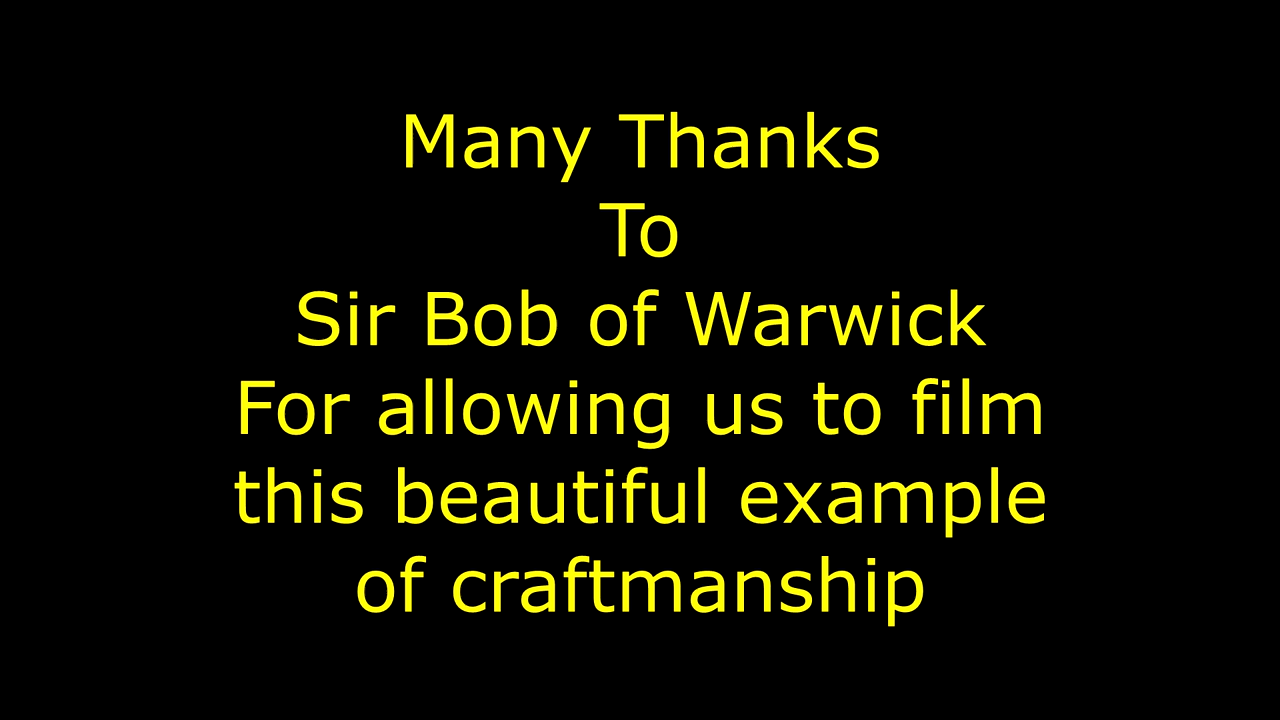 Many Thanks
To
Sir Bob of Warwick
For allowing us to film
this beautiful example
of craftmanship